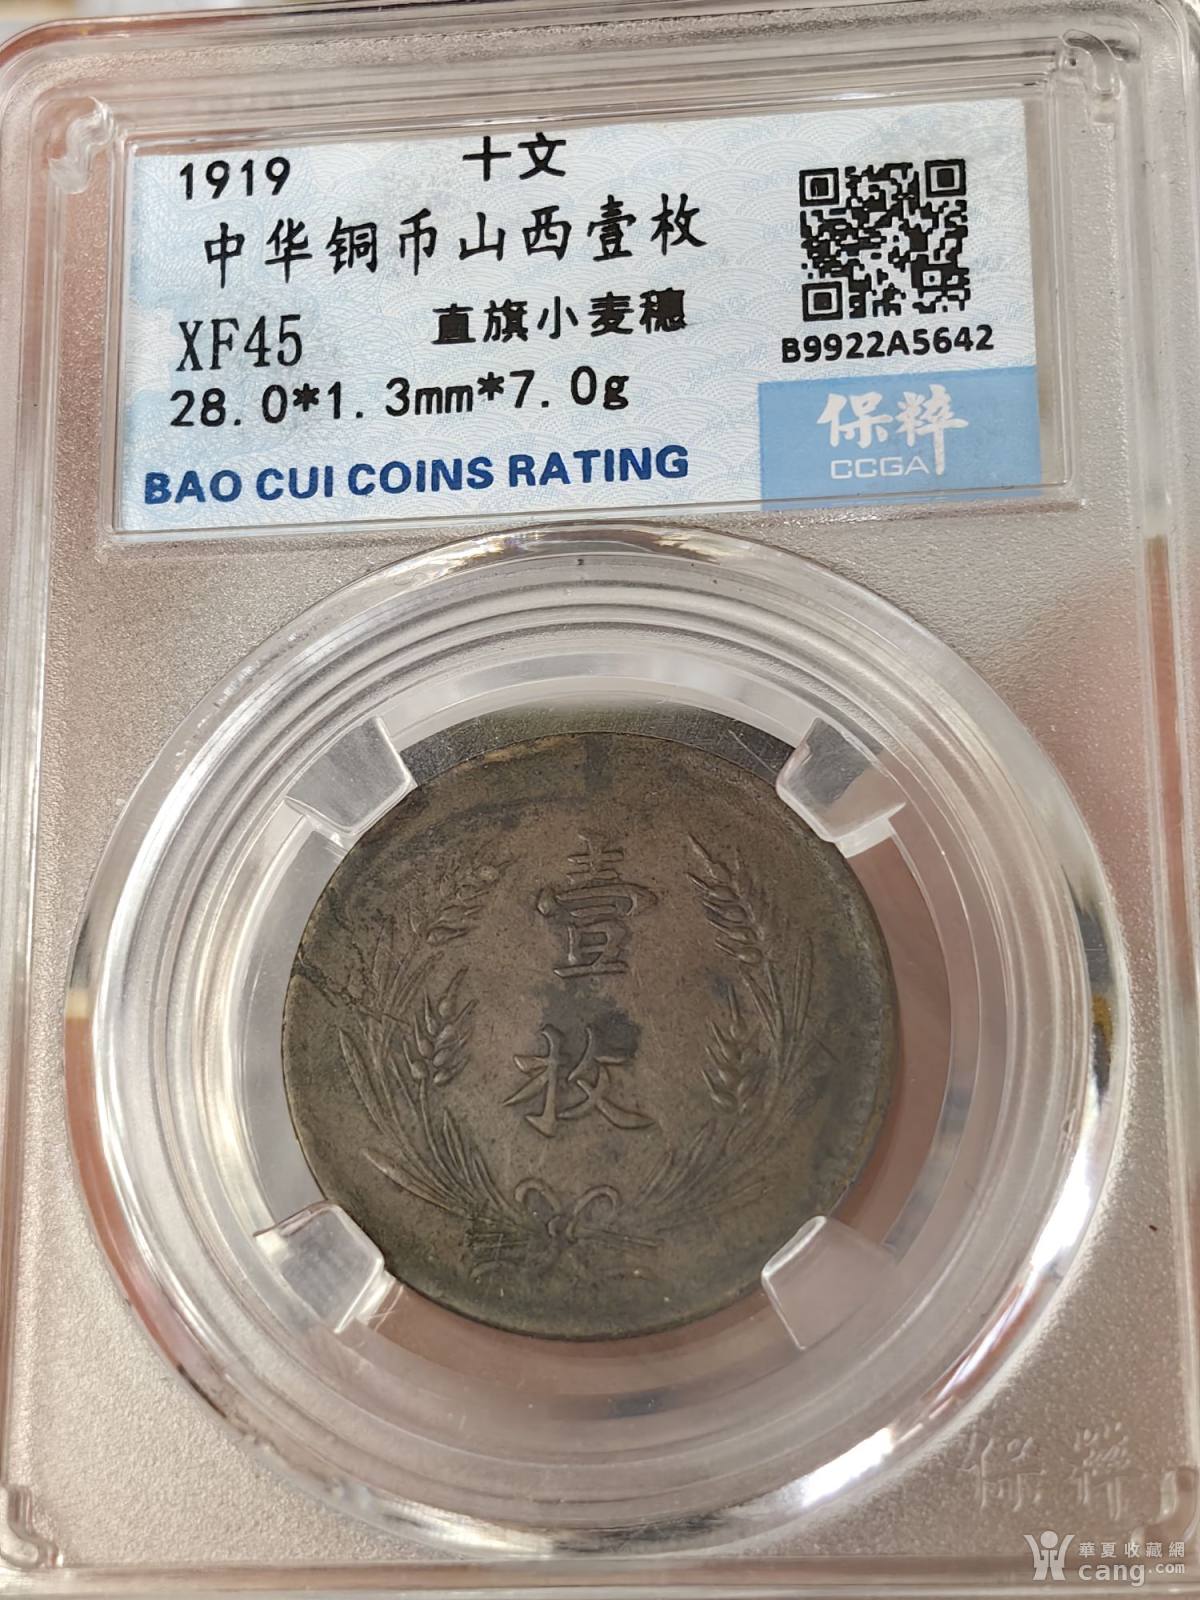 1919 十文
中华铜币山西壹枚
XF45 直旗小麦穗
28.0*1.3mm*7.0g
B9922A5642
BAO CUI COINS RATING
保粹
CCGA
壹
枚
保粹
華夏收藏網
cang.com